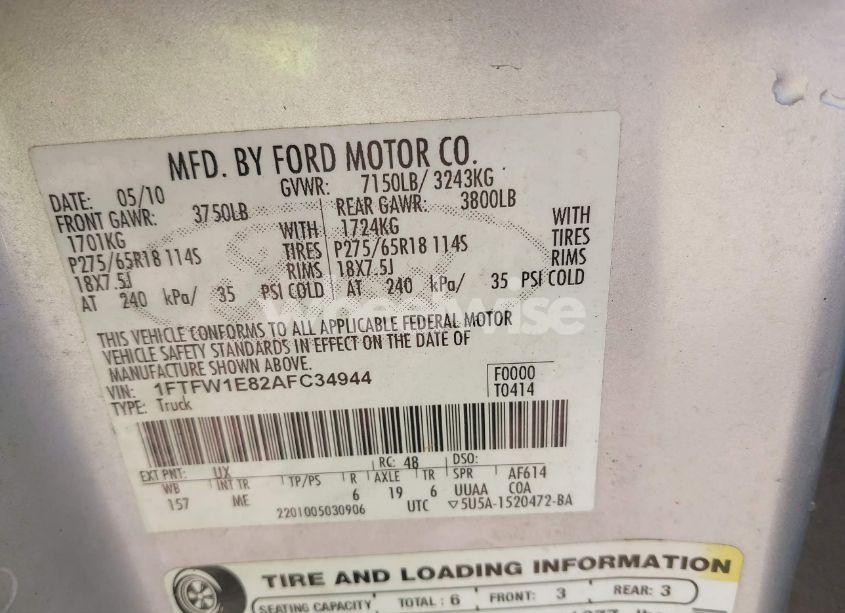 MFD. BY FORD MOTOR CO.
DATE: 05/10 GVWR: 7150LB/ 3243KG
FRONT GAWR: 3750LB REAR GAWR: 3800LB
1701KG WITH 1724KG WITH
P275/65R18 114S TIRES P275/65R18 114S TIRES
18X7.5J RIMS 18X7.5J RIMS
AT 240 kPa/ 35 PSI COLD AT 240 kPa/ 35 PSI COLD
wheelwise
THIS VEHICLE CONFORMS TO ALL APPLICABLE FEDERAL MOTOR
VEHICLE SAFETY STANDARDS IN EFFECT ON THE DATE OF
MANUFACTURE SHOWN ABOVE.
VIN: 1FTFW1E82AFC34944 F0000
TYPE: Truck T0414
EXT PNT: UX RC: 48 DSO:
WB INT TR TP/PS R AXLE TR SPR AF614
157 ME 6 19 6 UUAA COA
2201005030906 UTC ▽5U5A-1520472-BA
TIRE AND LOADING INFORMATION
SEATING CAPACITY TOTAL : 6 FRONT: 3 REAR: 3